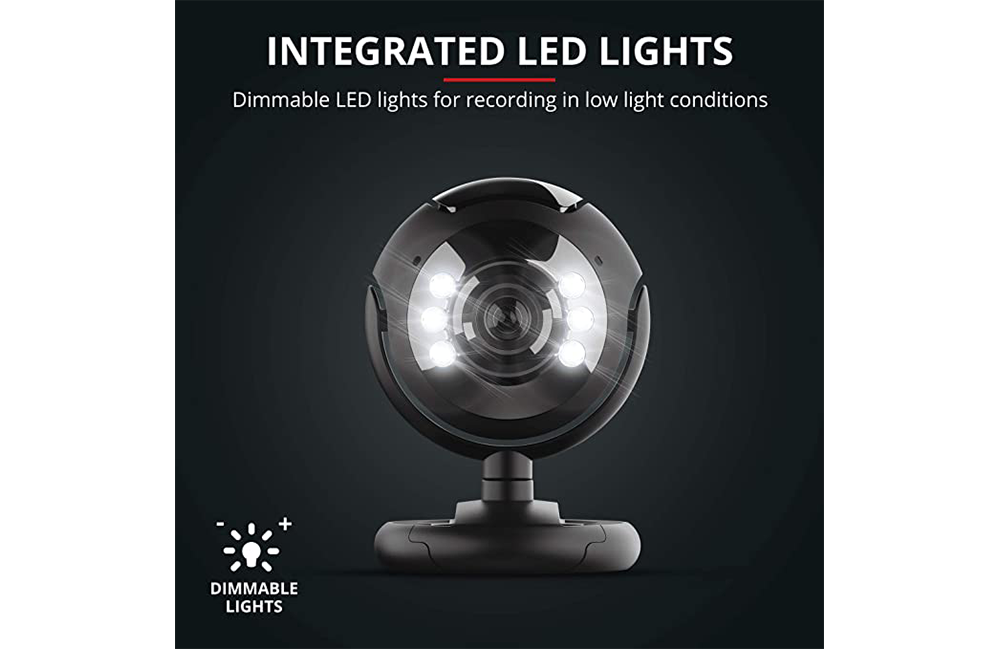 INTEGRATED LED LIGHTS
Dimmable LED lights for recording in low light conditions
- +
DIMMABLE
LIGHTS